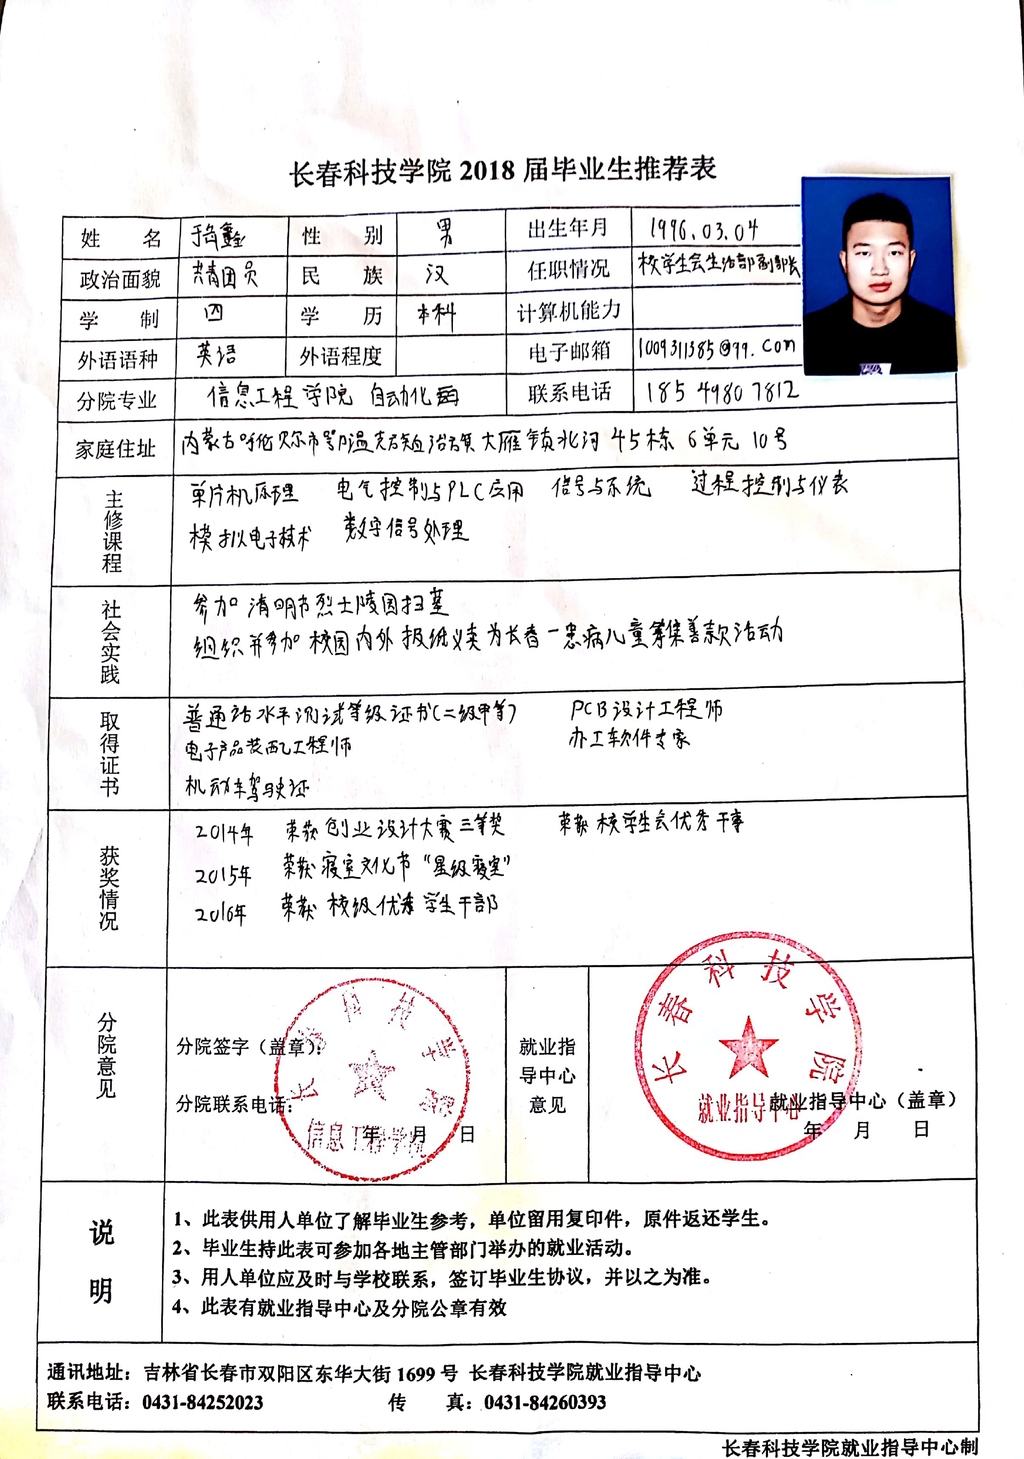 长春科技学院 2018 届毕业生推荐表
姓 名 于 鑫 性 别 男 出生年月 1996.03.04
政治面貌 共青团员 民 族 汉 任职情况 校学生会生活部副部长
学 制 四 学 历 本科 计算机能力
外语语种 英语 外语程度 电子邮箱 1009311385@qq.com
分院专业 信息工程学院 自动化 联系电话 185 4980 7812
家庭住址 内蒙古呼伦贝尔市鄂温克族自治旗大雁镇北河 45栋 6单元 10号
主修课程 单片机原理 电气控制与PLC应用 信号与系统 过程控制与仪表
模拟电子技术 数字信号处理
社会实践 参加清明节烈士陵园扫墓
组织并参加校园内外报纸义卖为长春一患病儿童筹集善款活动
取得证书 普通话水平测试等级证书(二级甲等) PCB设计工程师
电子产品装配工程师 办工软件专家
机动车驾驶证
获奖情况 2014年 荣获创业设计大赛三等奖 荣获校学生会优秀干事
2015年 荣获寝室文化节“星级寝室”
2016年 荣获校级优秀学生干部
长春科技学院
信息工程学院
长春科技学院
就业指导中心
分院意见 分院签字（盖章）： 就业指导中心意见
分院联系电话： 就业指导中心（盖章）
年 月 日 年 月 日
说明
1、此表供用人单位了解毕业生参考，单位留用复印件，原件返还学生。
2、毕业生持此表可参加各地主管部门举办的就业活动。
3、用人单位应及时与学校联系，签订毕业生协议，并以之为准。
4、此表有就业指导中心及分院公章有效
通讯地址：吉林省长春市双阳区东华大街 1699 号 长春科技学院就业指导中心
联系电话：0431-84252023 传 真：0431-84260393
长春科技学院就业指导中心制